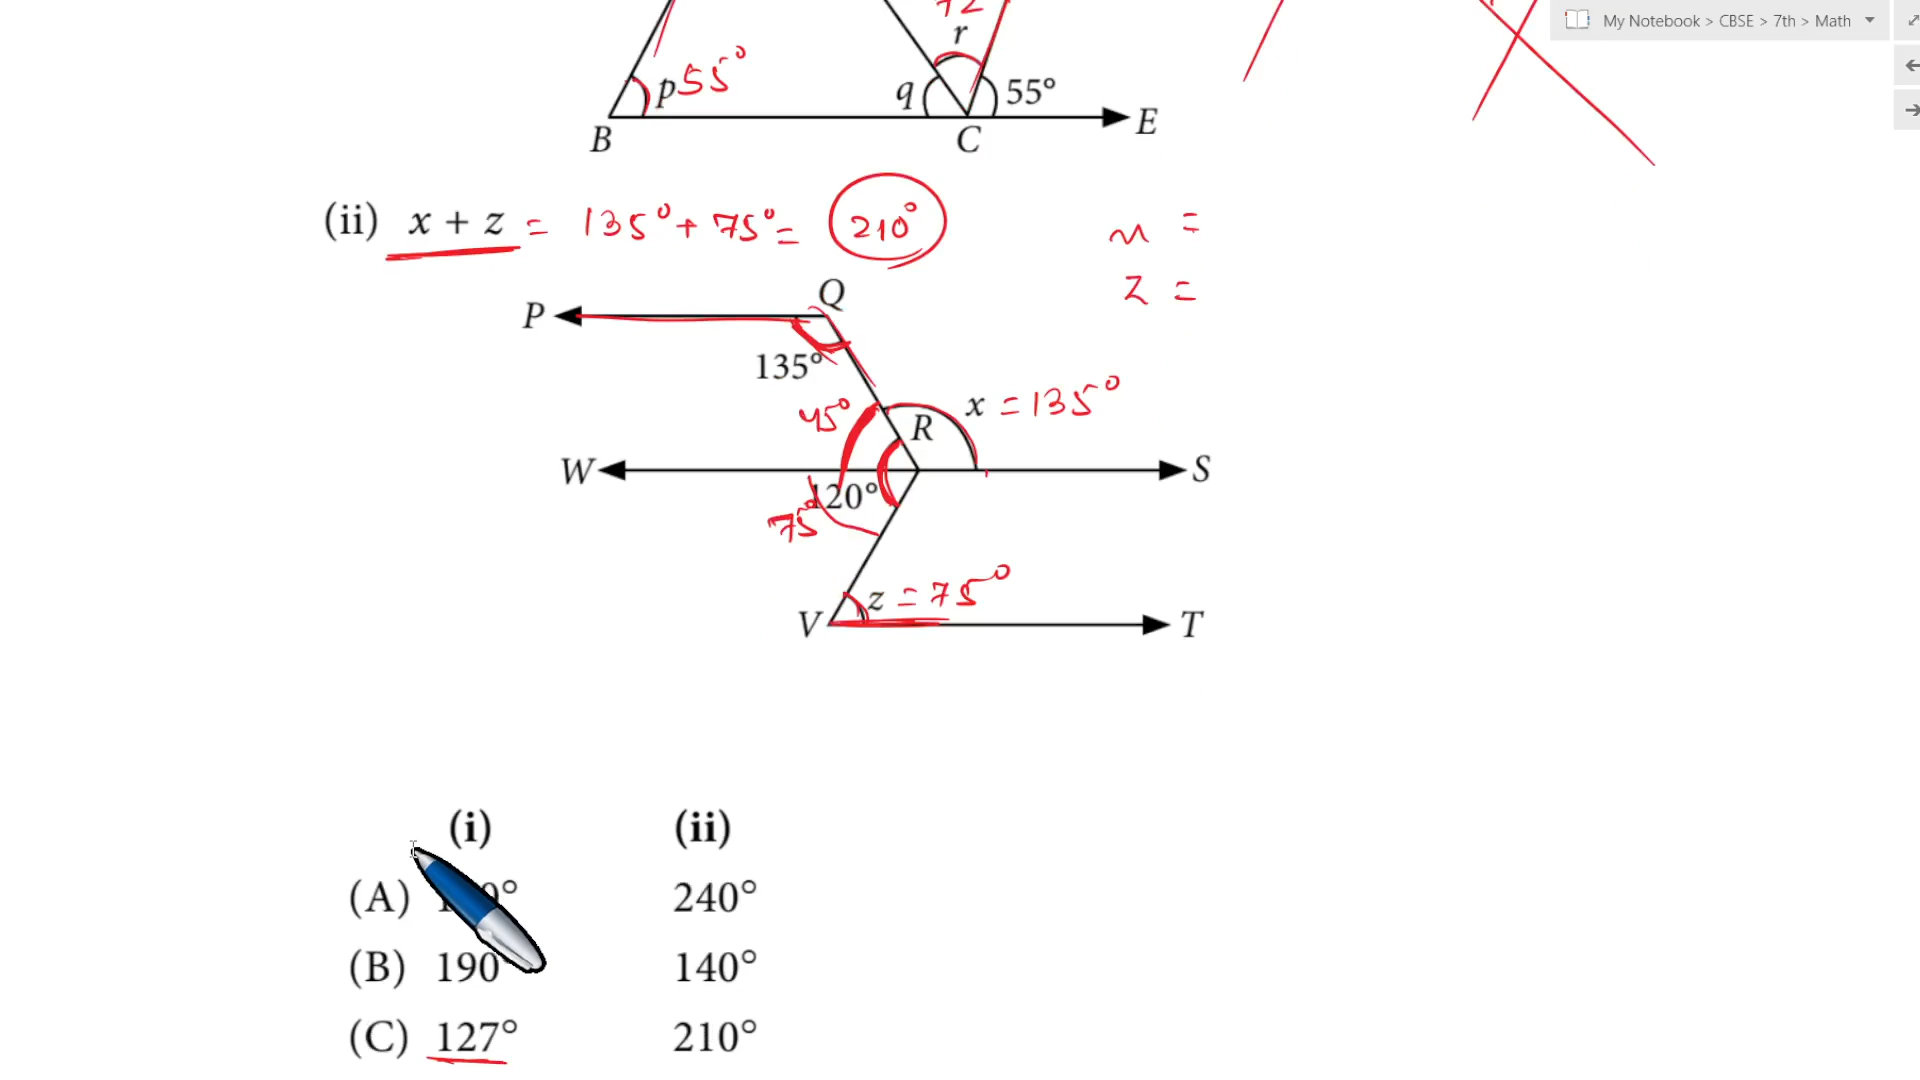 My Notebook > CBSE > 7th > Math
72
r
p 55°
q
55°
B
C
E
(ii) x + z = 135° + 75° = 210°
x =
z =
P
Q
135°
45°
x = 135°
R
W
S
120°
75°
z = 75°
V
T
(i) (ii)
(A) 240°
(B) 190 140°
(C) 127° 210°